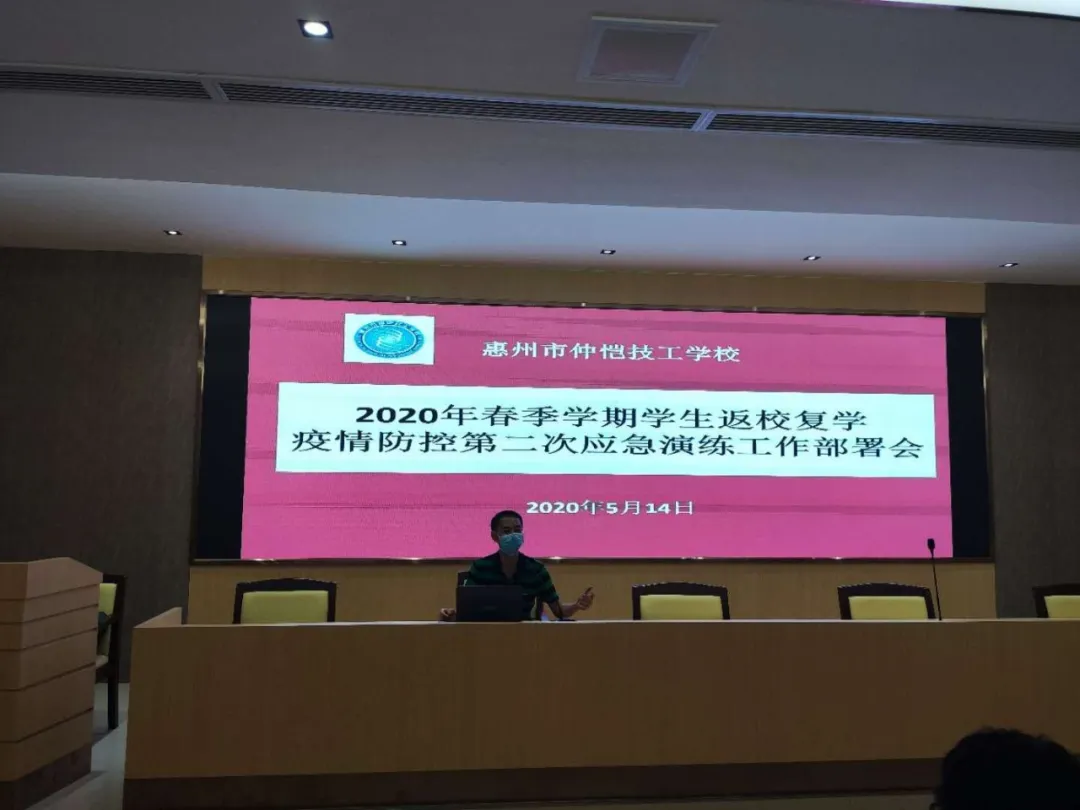 惠州市仲恺技工学校
2020年春季学期学生返校复学
疫情防控第二次应急演练工作部署会
2020年5月14日